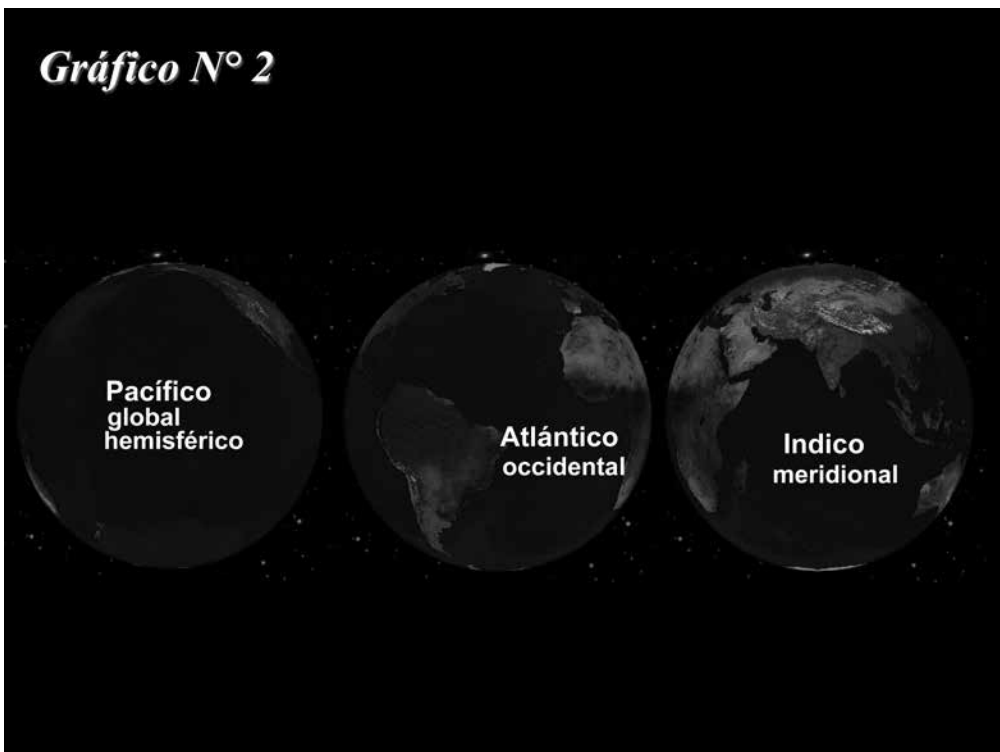 Gráfico N° 2
Pacífico
global
hemisférico
Atlántico
occidental
Indico
meridional